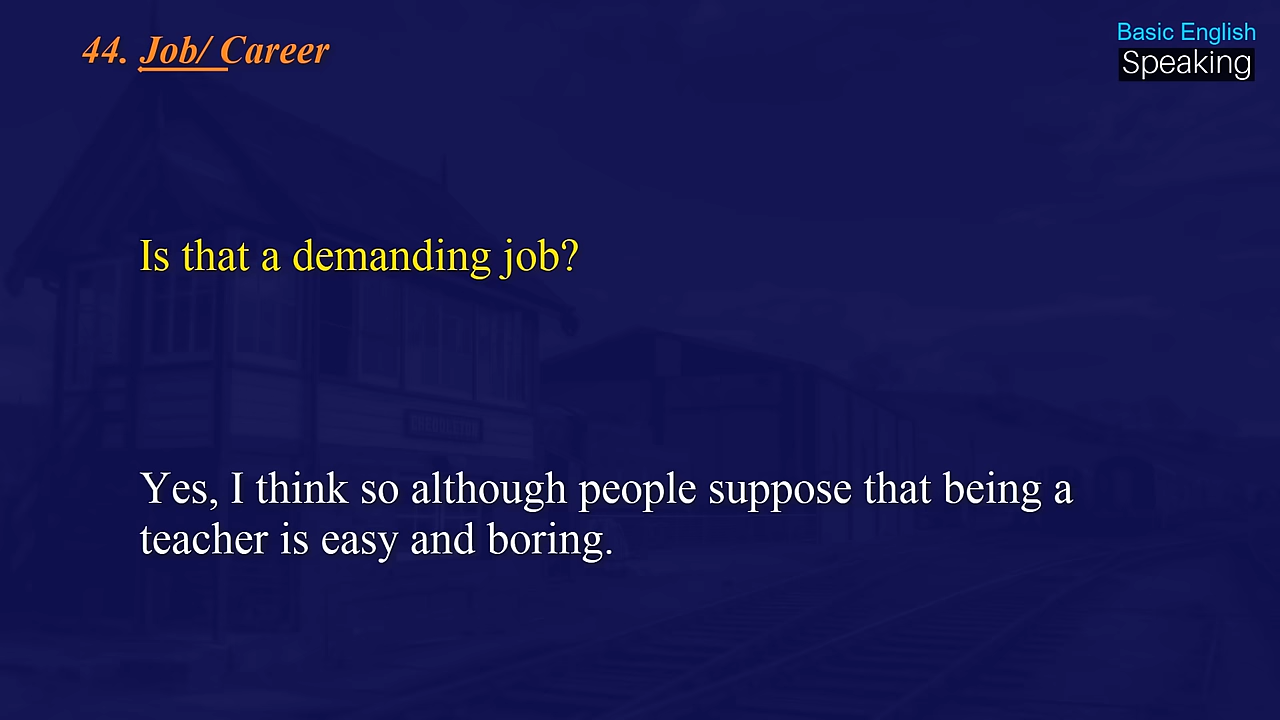 44. Job/ Career
Basic English
Speaking
Is that a demanding job?
Yes, I think so although people suppose that being a
teacher is easy and boring.